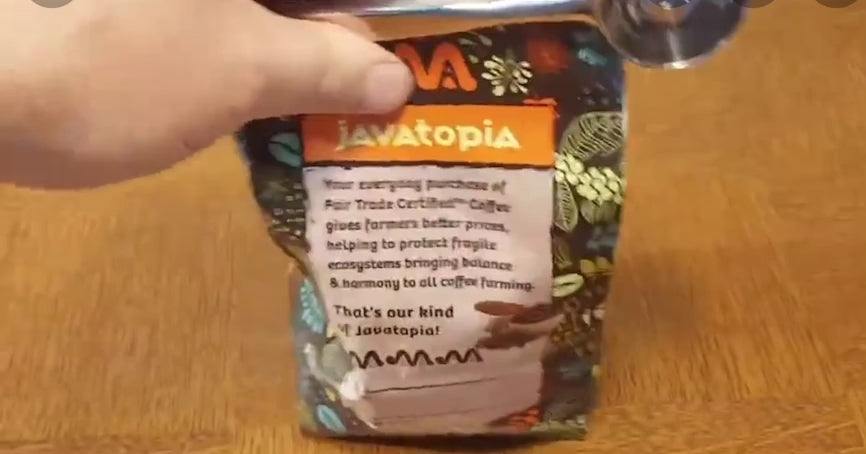 javatopia
Your everyday purchase of
Fair Trade Certified™ Coffee
gives farmers better prices,
helping to protect fragile
ecosystems bringing balance
& harmony to all coffee farming.
That's our kind
of Javatopia!